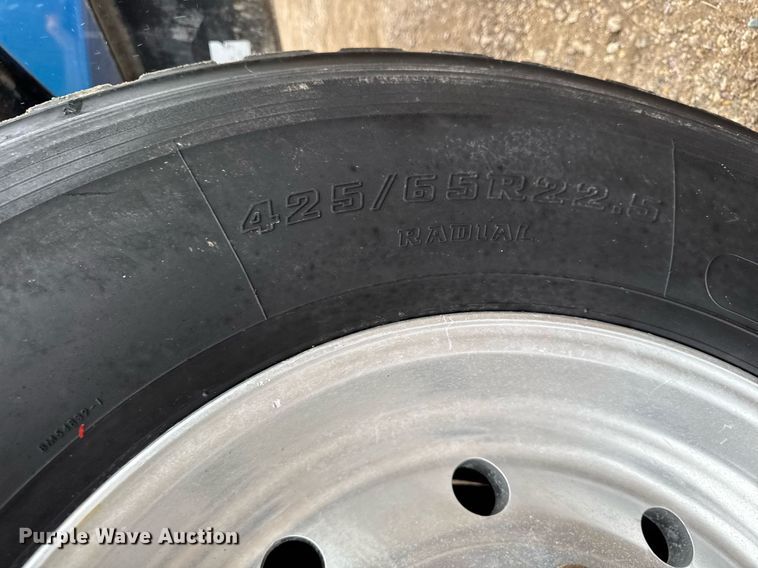 425/65R22.5
RADIAL
Purple Wave Auction